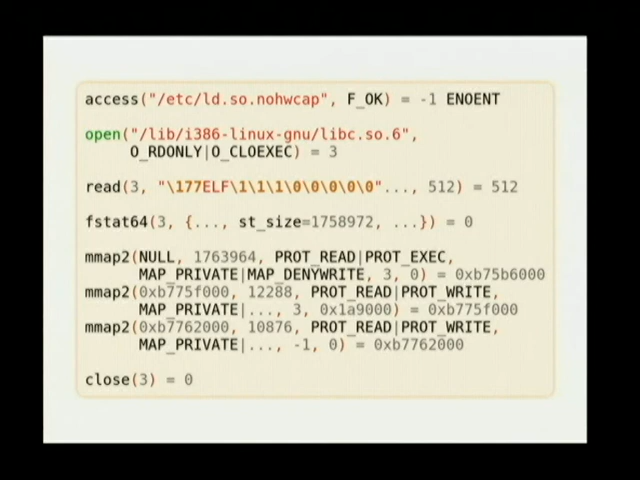 access("/etc/ld.so.nohwcap", F_OK) = -1 ENOENT
open("/lib/i386-linux-gnu/libc.so.6",
O_RDONLY|O_CLOEXEC) = 3
read(3, "\177ELF\1\1\1\0\0\0\0\0"..., 512) = 512
fstat64(3, {..., st_size=1758972, ...}) = 0
mmap2(NULL, 1763964, PROT_READ|PROT_EXEC,
MAP_PRIVATE|MAP_DENYWRITE, 3, 0) = 0xb75b6000
mmap2(0xb775f000, 12288, PROT_READ|PROT_WRITE,
MAP_PRIVATE|..., 3, 0x1a9000) = 0xb775f000
mmap2(0xb7762000, 10876, PROT_READ|PROT_WRITE,
MAP_PRIVATE|..., -1, 0) = 0xb7762000
close(3) = 0